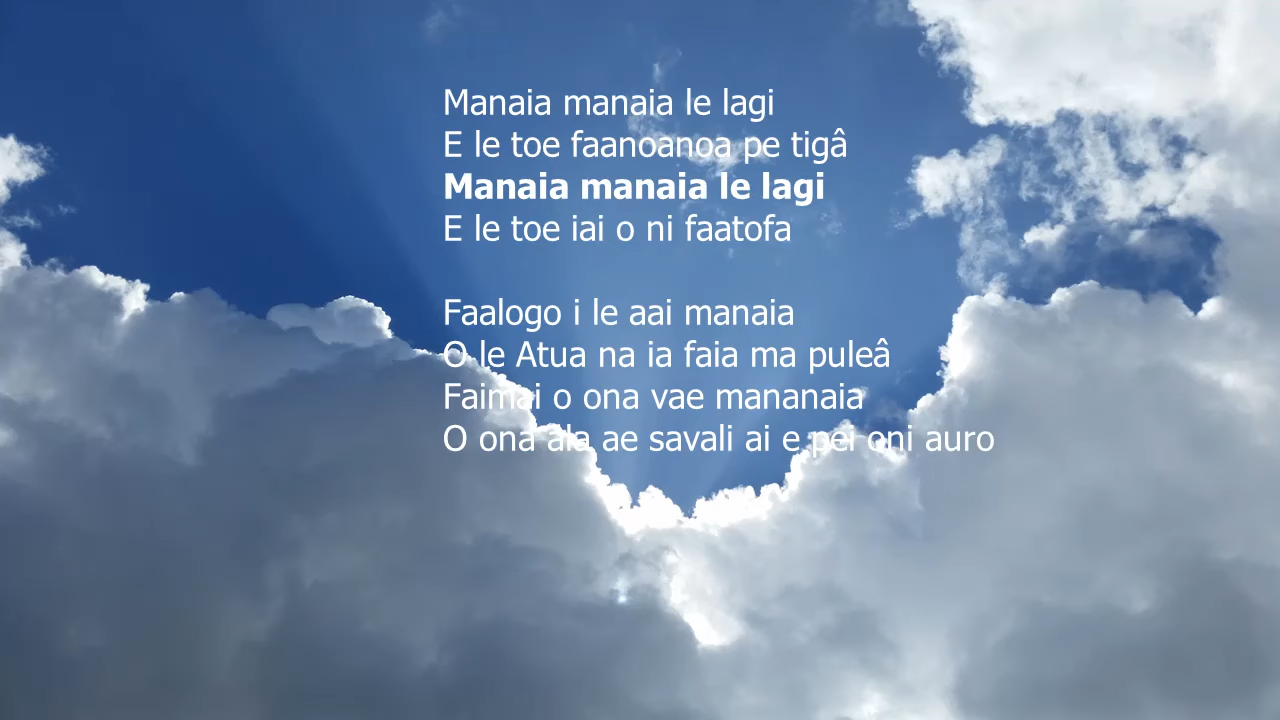 Manaia manaia le lagi
E le toe faanoanoa pe tigâ
Manaia manaia le lagi
E le toe iai o ni faatofa

Faalogo i le aai manaia
O le Atua na ia faia ma puleâ
Faimai o ona vae mananaia
O ona ala ae savali ai e pei oni auro